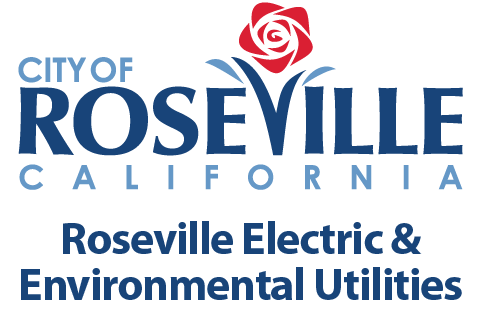 CITY OF
ROSEVILLE
CALIFORNIA
Roseville Electric &
Environmental Utilities